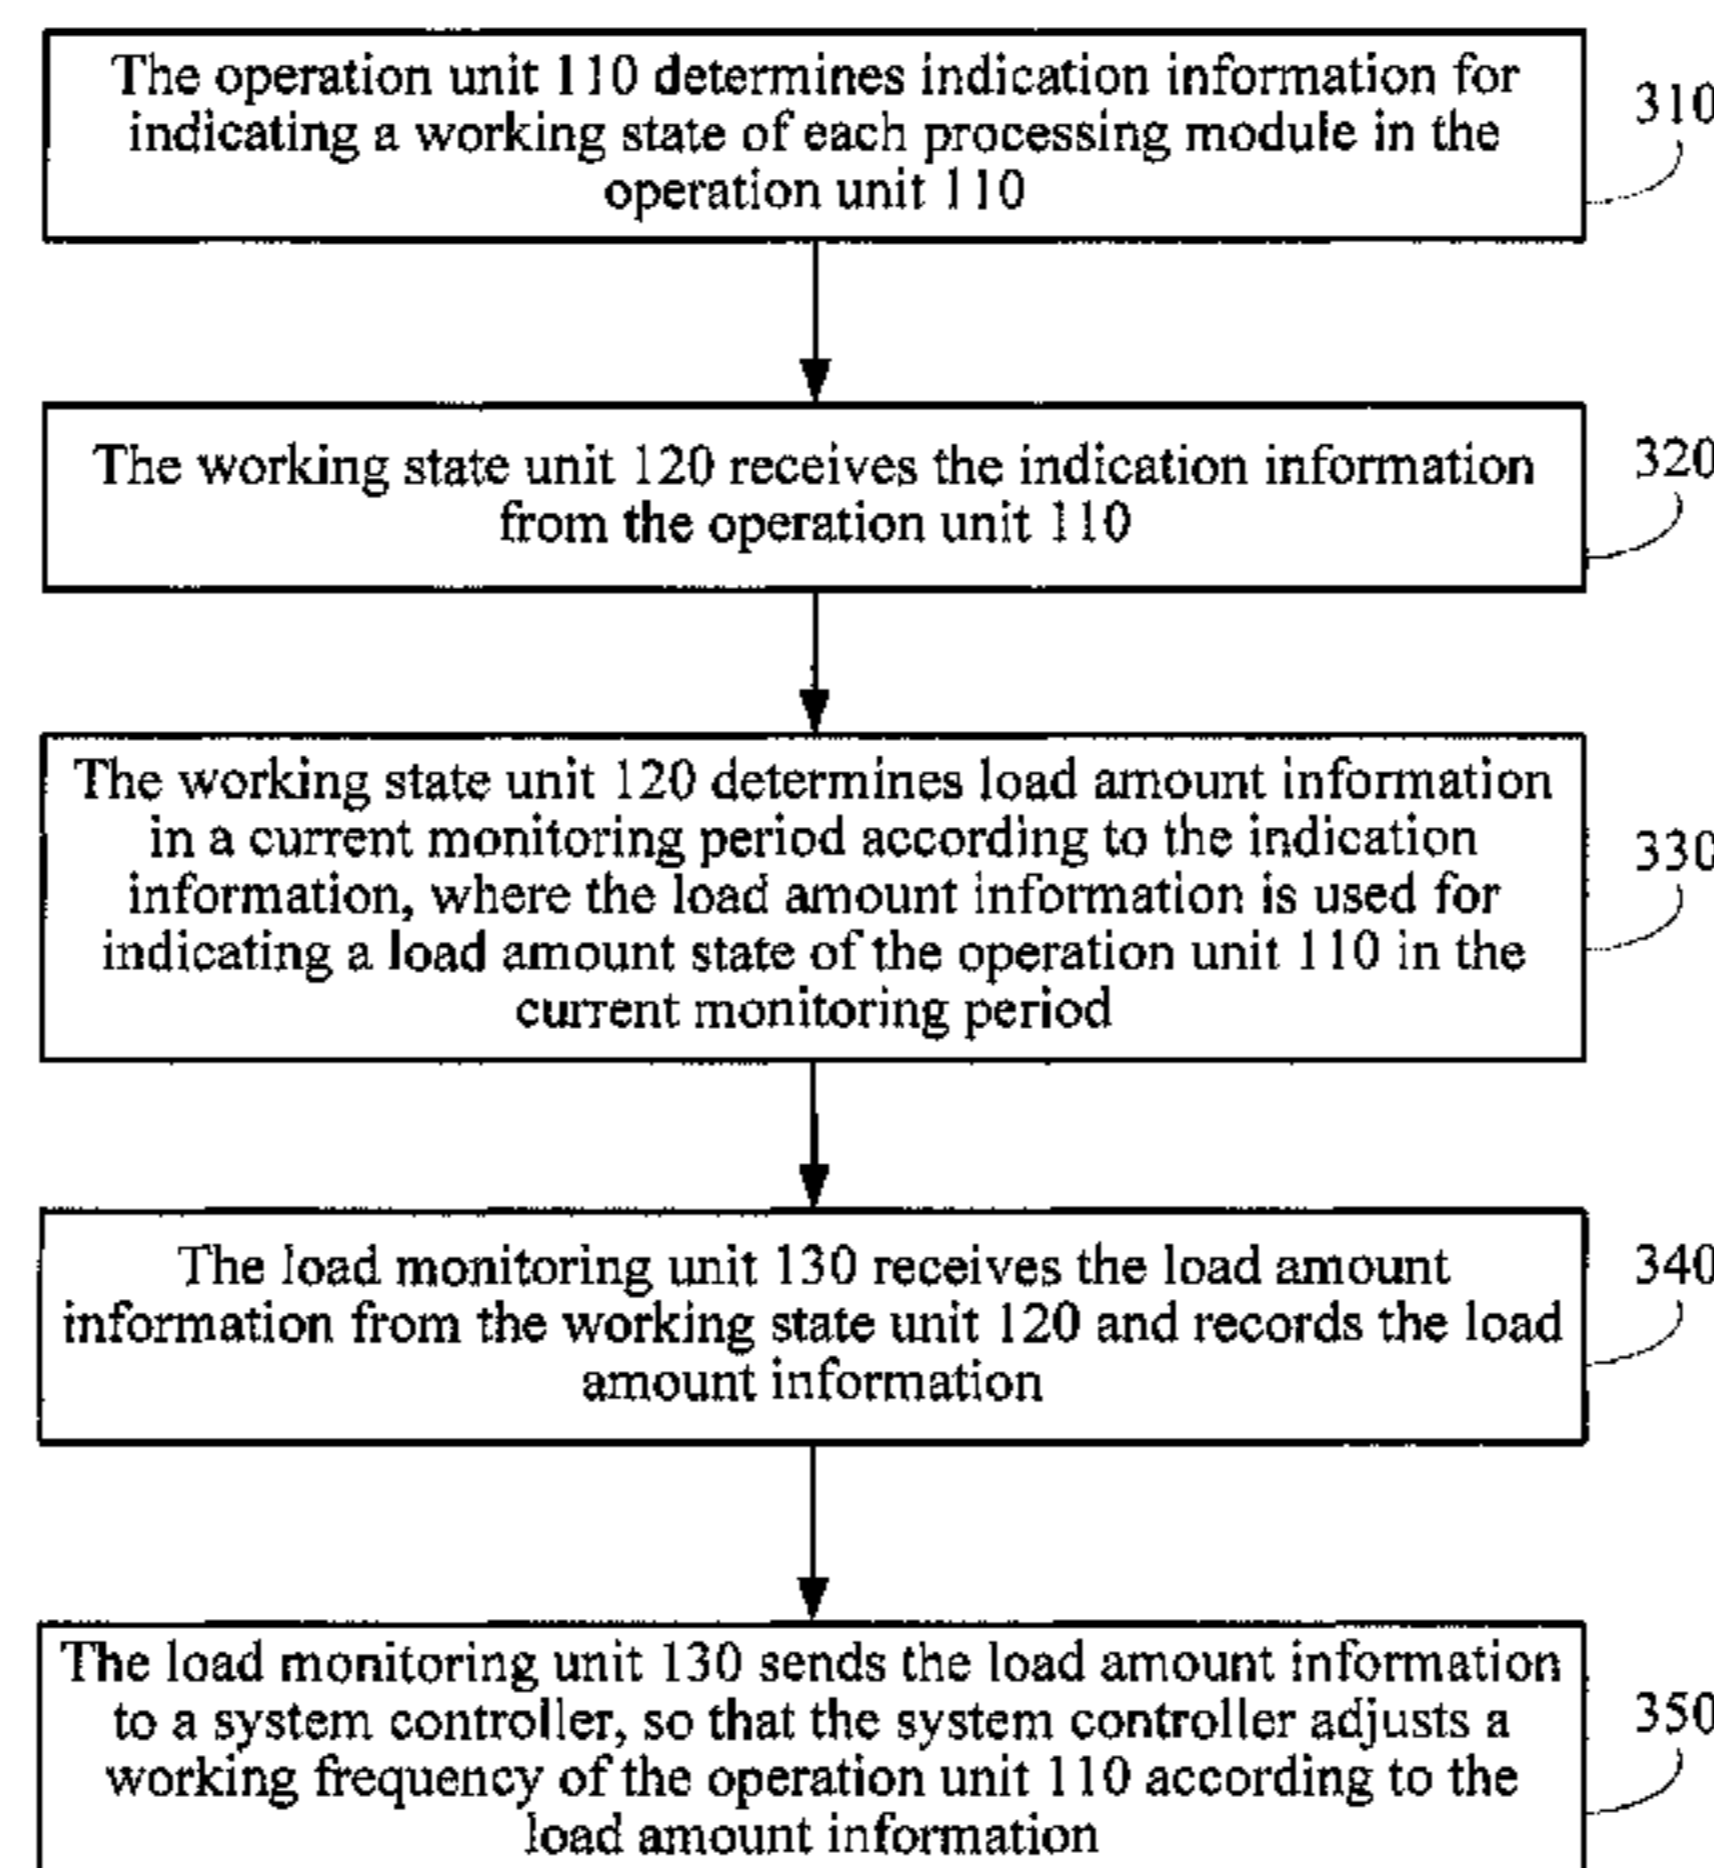 The operation unit 110 determines indication information for
indicating a working state of each processing module in the
operation unit 110
310
The working state unit 120 receives the indication information
from the operation unit 110
320
The working state unit 120 determines load amount information
in a current monitoring period according to the indication
information, where the load amount information is used for
indicating a load amount state of the operation unit 110 in the
current monitoring period
330
The load monitoring unit 130 receives the load amount
information from the working state unit 120 and records the load
amount information
340
The load monitoring unit 130 sends the load amount information
to a system controller, so that the system controller adjusts a
working frequency of the operation unit 110 according to the
load amount information
350